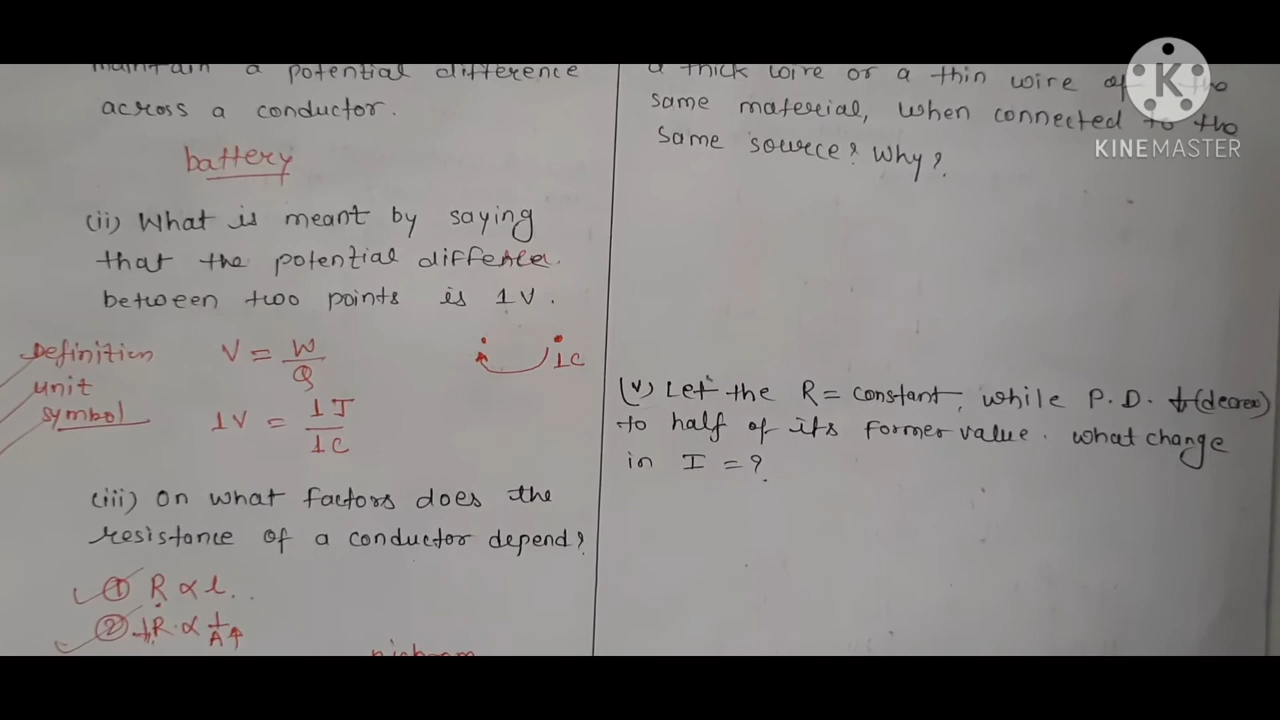 maintain a potential difference
across a conductor.
battery
(ii) What is meant by saying
that the potential differele.
between two points is 1V.
Definition
unit
symbol
V = W/Q
1V = 1J/1C
A 1C
(iii) On what factors does the
resistance of a conductor depend?
① R ∝ l.
② ↓R ∝ 1/A↑
nichrom
a thick wire or a thin wire of the
same material, when connected to the
same source? Why?
(v) Let the R = constant, while P.D. ↓(decrea)
to half of its former value. what change
in I = ?
K
KINEMASTER